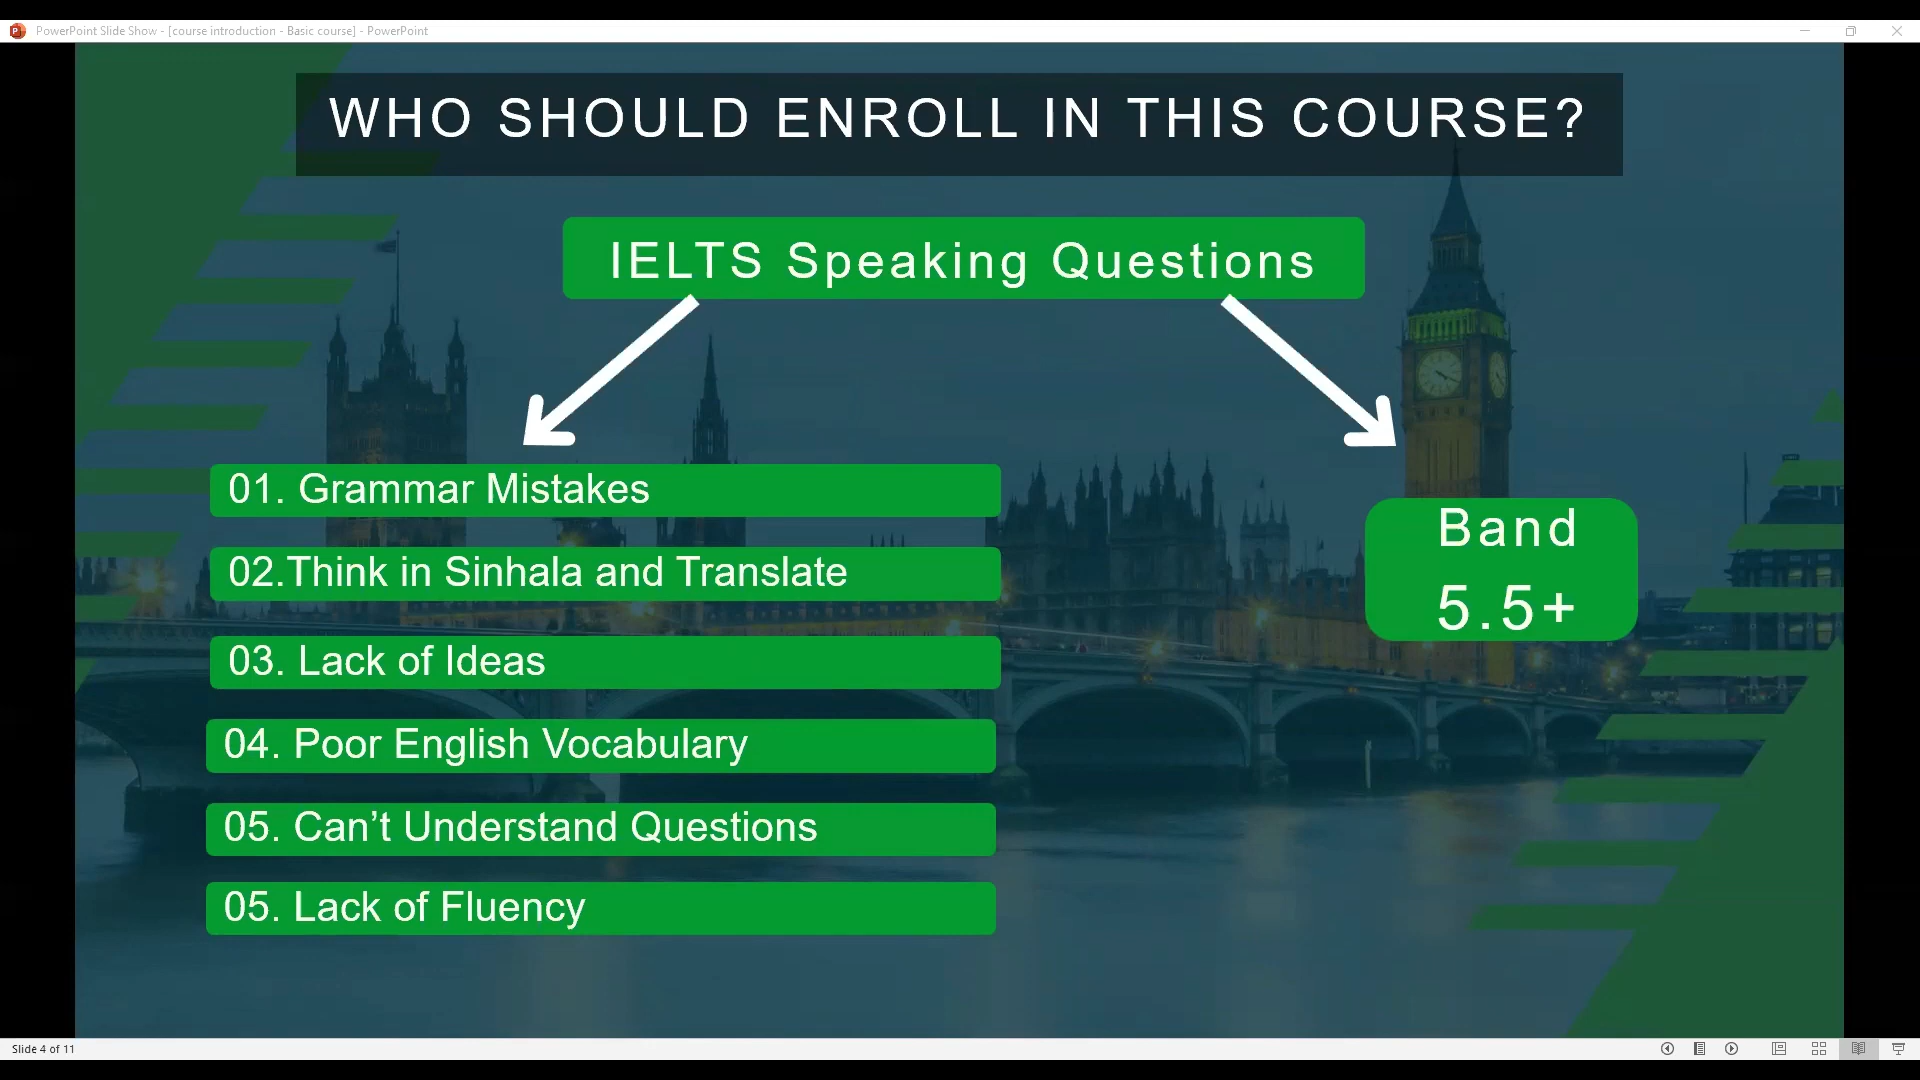 PowerPoint Slide Show - [course introduction - Basic course] - PowerPoint
WHO SHOULD ENROLL IN THIS COURSE?
IELTS Speaking Questions
01. Grammar Mistakes
02.Think in Sinhala and Translate
03. Lack of Ideas
04. Poor English Vocabulary
05. Can’t Understand Questions
05. Lack of Fluency
Band
5.5+
Slide 4 of 11